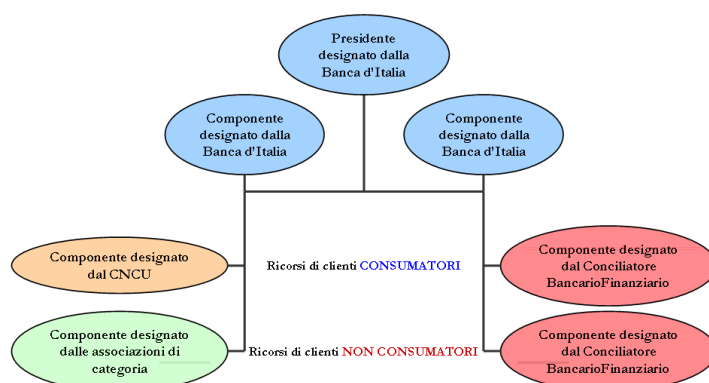 Presidente
designato dalla
Banca d'Italia
Componente
designato dalla
Banca d'Italia
Componente
designato dalla
Banca d'Italia
Componente designato
dal CNCU
Ricorsi di clienti CONSUMATORI
Componente designato
dal Conciliatore
BancarioFinanziario
Componente designato
dalle associazioni di
categoria
Ricorsi di clienti NON CONSUMATORI
Componente designato
dal Conciliatore
BancarioFinanziario